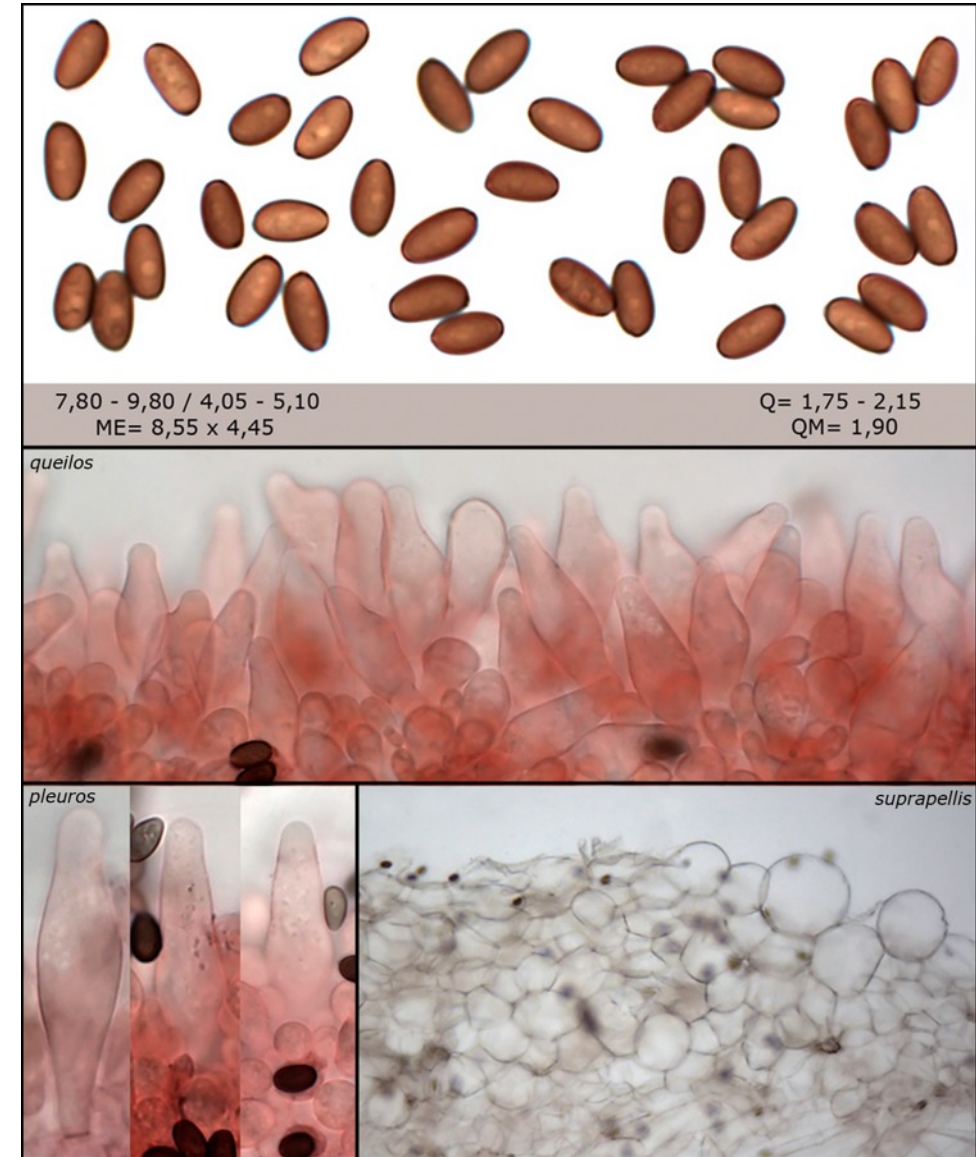 7,80 - 9,80 / 4,05 - 5,10
ME= 8,55 x 4,45
Q= 1,75 - 2,15
QM= 1,90
queilos
pleuros
suprapellis